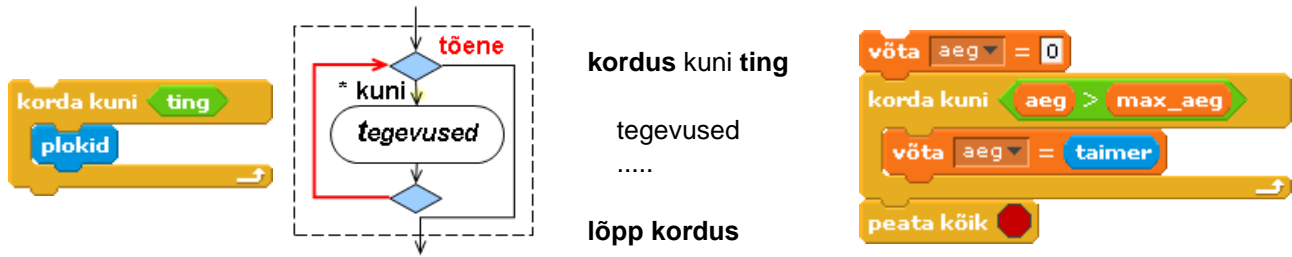 korda kuni ting
plokid
tõene
* kuni
tegevused
kordus kuni ting
tegevused
.....
lõpp kordus
võta aeg = 0
korda kuni aeg > max_aeg
võta aeg = taimer
peata kõik